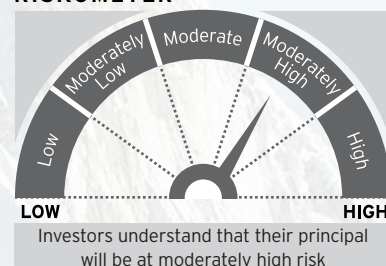 RISKOMETER
Moderate
Moderately
Low
Moderately
High
Low
High
LOW
HIGH
Investors understand that their principal
will be at moderately high risk